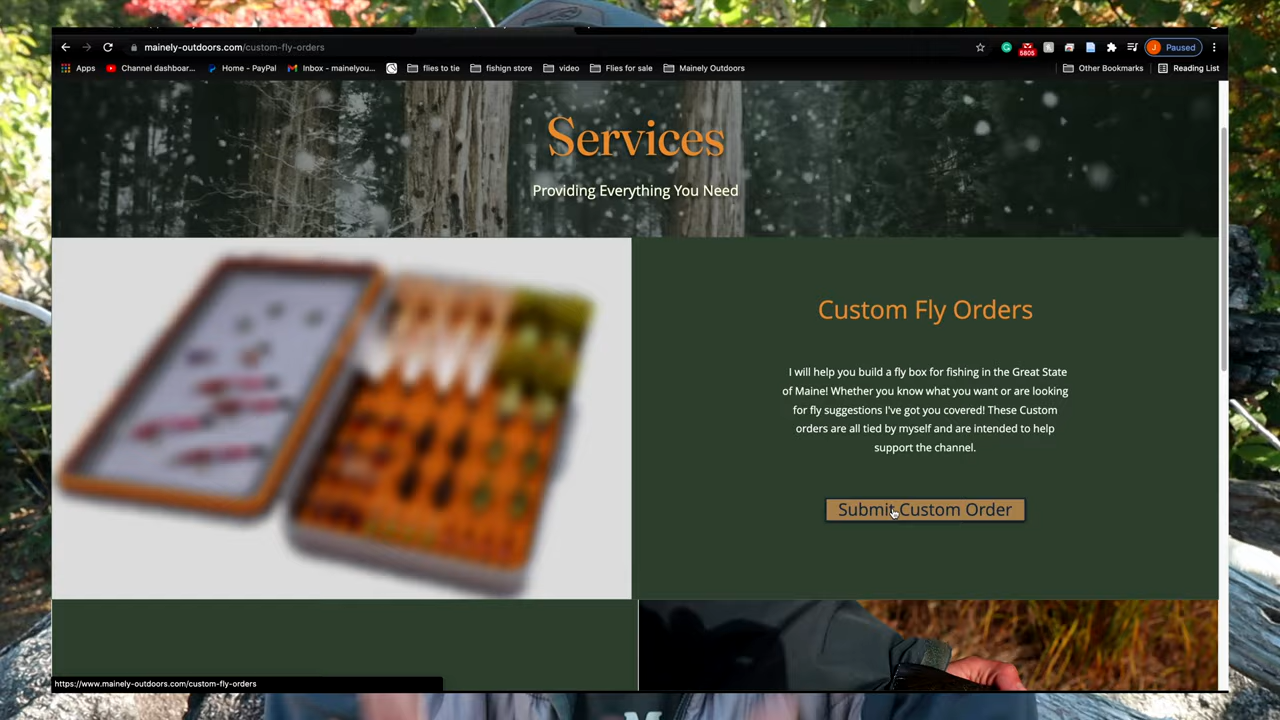 mainely-outdoors.com/custom-fly-orders
5805
J Paused
Apps Channel dashboar... Home - PayPal Inbox - mainelyou... flies to tie fishign store video Flies for sale Mainely Outdoors Other Bookmarks Reading List
Services
Providing Everything You Need
Custom Fly Orders
I will help you build a fly box for fishing in the Great State
of Maine! Whether you know what you want or are looking
for fly suggestions I've got you covered! These Custom
orders are all tied by myself and are intended to help
support the channel.
Submit Custom Order
https://www.mainely-outdoors.com/custom-fly-orders